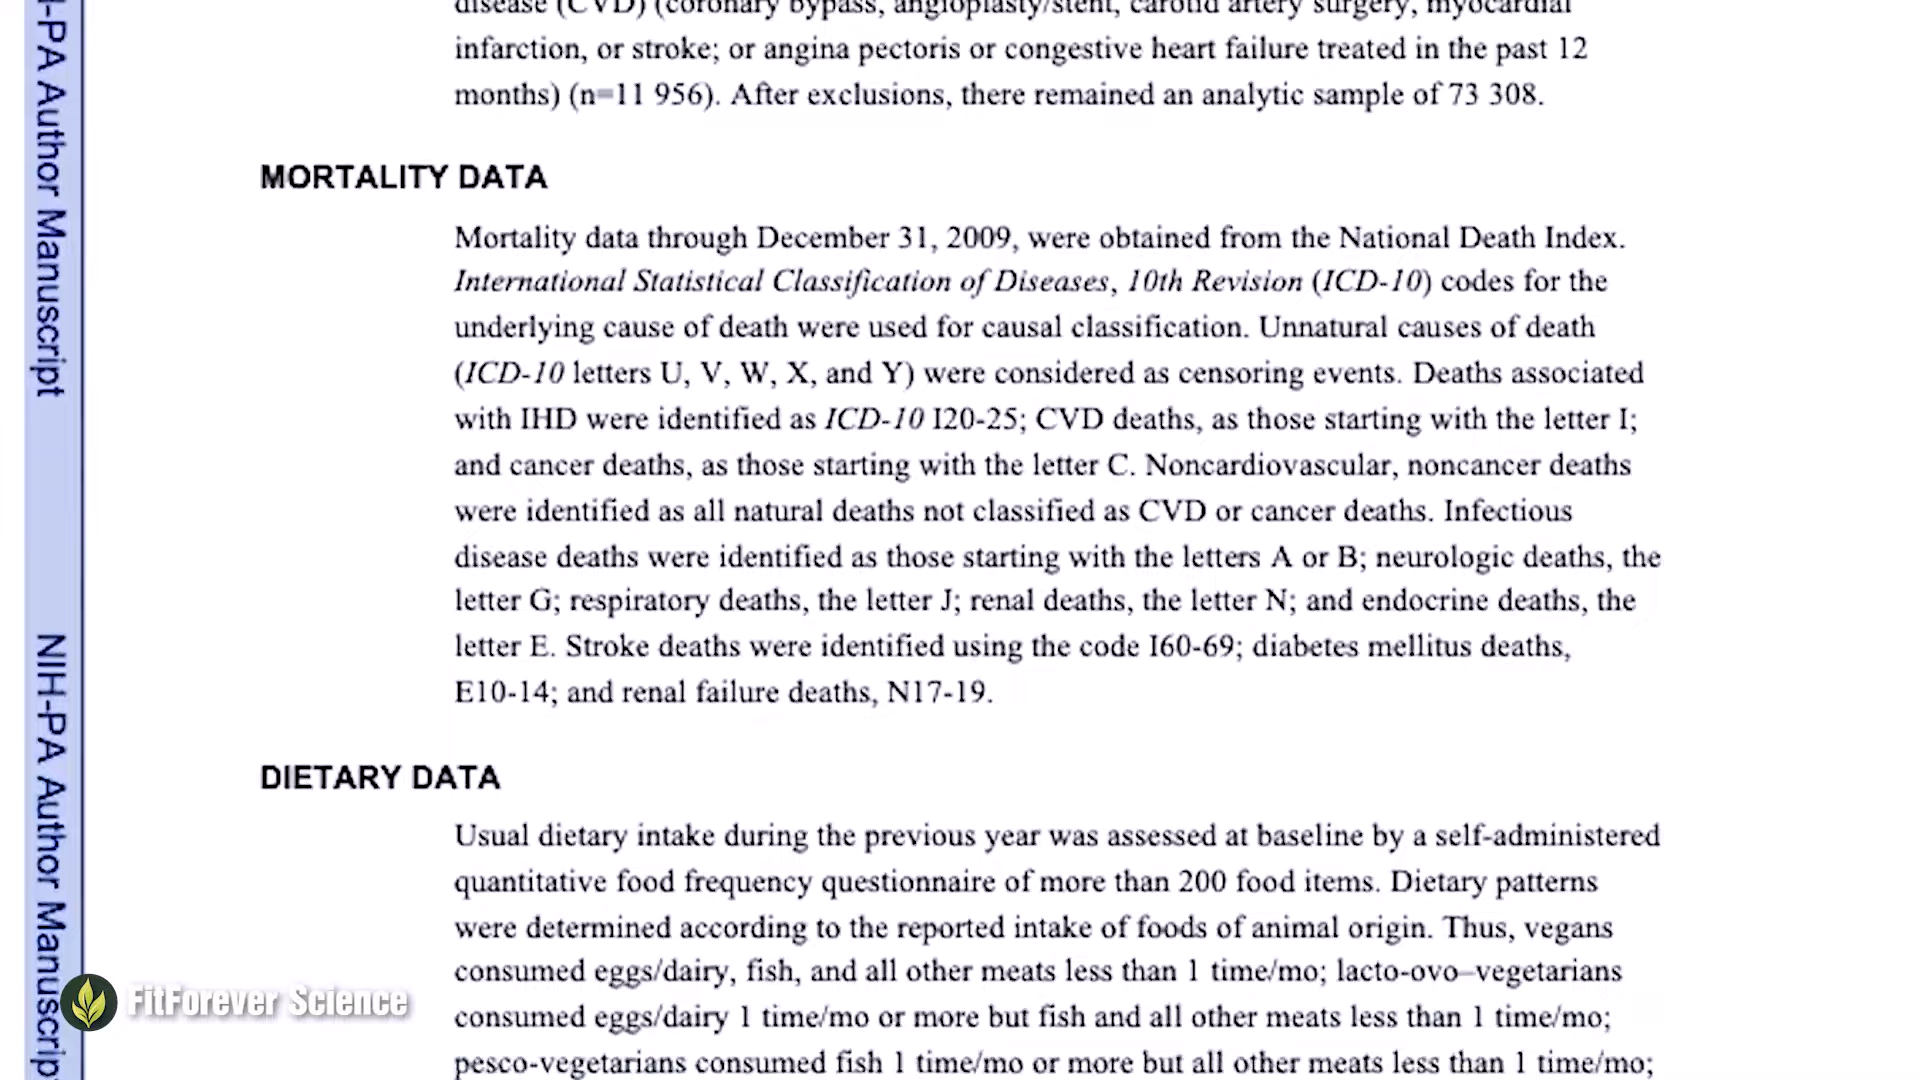 disease (CVD) (coronary bypass, angioplasty/stent, carotid artery surgery, myocardial
infarction, or stroke; or angina pectoris or congestive heart failure treated in the past 12
months) (n=11 956). After exclusions, there remained an analytic sample of 73 308.
MORTALITY DATA
Mortality data through December 31, 2009, were obtained from the National Death Index.
International Statistical Classification of Diseases, 10th Revision (ICD-10) codes for the
underlying cause of death were used for causal classification. Unnatural causes of death
(ICD-10 letters U, V, W, X, and Y) were considered as censoring events. Deaths associated
with IHD were identified as ICD-10 I20-25; CVD deaths, as those starting with the letter I;
and cancer deaths, as those starting with the letter C. Noncardiovascular, noncancer deaths
were identified as all natural deaths not classified as CVD or cancer deaths. Infectious
disease deaths were identified as those starting with the letters A or B; neurologic deaths, the
letter G; respiratory deaths, the letter J; renal deaths, the letter N; and endocrine deaths, the
letter E. Stroke deaths were identified using the code I60-69; diabetes mellitus deaths,
E10-14; and renal failure deaths, N17-19.
DIETARY DATA
Usual dietary intake during the previous year was assessed at baseline by a self-administered
quantitative food frequency questionnaire of more than 200 food items. Dietary patterns
were determined according to the reported intake of foods of animal origin. Thus, vegans
consumed eggs/dairy, fish, and all other meats less than 1 time/mo; lacto-ovo–vegetarians
consumed eggs/dairy 1 time/mo or more but fish and all other meats less than 1 time/mo;
pesco-vegetarians consumed fish 1 time/mo or more but all other meats less than 1 time/mo;
-PA Author Manuscript
NIH-PA Author Manuscript
FitForever Science